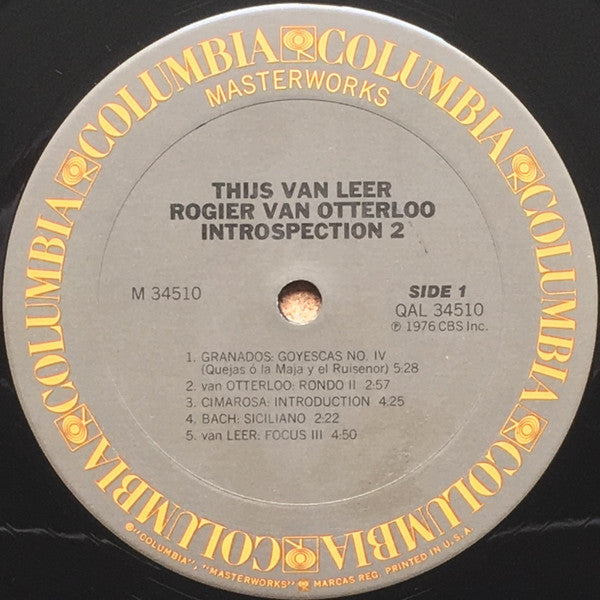 COLUMBIA COLUMBIA COLUMBIA COLUMBIA COLUMBIA COLUMBIA COLUMBIA
MASTERWORKS
THIJS VAN LEER
ROGIER VAN OTTERLOO
INTROSPECTION 2
M 34510
SIDE 1
QAL 34510
℗ 1976 CBS Inc.
1. GRANADOS: GOYESCAS NO. IV
(Quejas ó la Maja y el Ruisenor) 5:28
2. van OTTERLOO: RONDO II 2:57
3. CIMAROSA: INTRODUCTION 4:25
4. BACH: SICILIANO 2:22
5. van LEER: FOCUS III 4:50
® "COLUMBIA", "MASTERWORKS" MARCAS REG. PRINTED IN U.S.A.